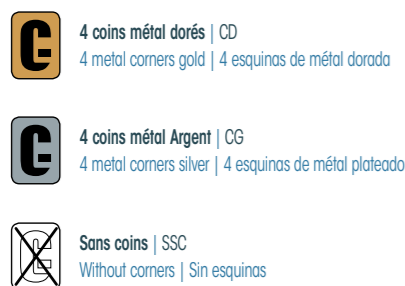 4 coins métal dorés | CD
4 metal corners gold | 4 esquinas de métal dorada
4 coins métal Argent | CG
4 metal corners silver | 4 esquinas de métal plateado
Sans coins | SSC
Without corners | Sin esquinas